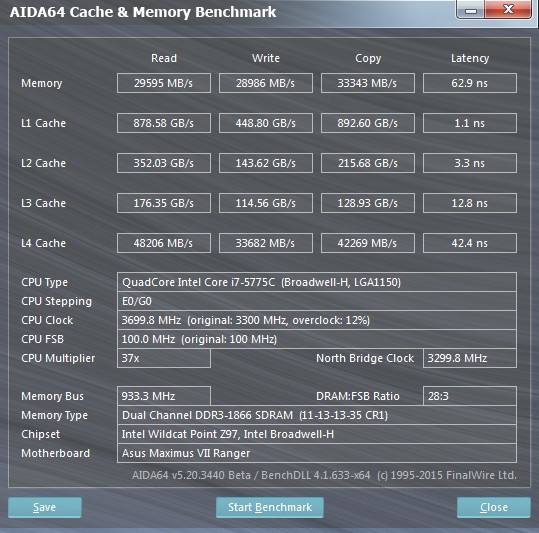 AIDA64 Cache & Memory Benchmark
Read Write Copy Latency
Memory 29595 MB/s 28986 MB/s 33343 MB/s 62.9 ns
L1 Cache 878.58 GB/s 448.80 GB/s 892.60 GB/s 1.1 ns
L2 Cache 352.03 GB/s 143.62 GB/s 215.68 GB/s 3.3 ns
L3 Cache 176.35 GB/s 114.56 GB/s 128.93 GB/s 12.8 ns
L4 Cache 48206 MB/s 33682 MB/s 42269 MB/s 42.4 ns
CPU Type QuadCore Intel Core i7-5775C (Broadwell-H, LGA1150)
CPU Stepping E0/G0
CPU Clock 3699.8 MHz (original: 3300 MHz, overclock: 12%)
CPU FSB 100.0 MHz (original: 100 MHz)
CPU Multiplier 37x North Bridge Clock 3299.8 MHz
Memory Bus 933.3 MHz DRAM:FSB Ratio 28:3
Memory Type Dual Channel DDR3-1866 SDRAM (11-13-13-35 CR1)
Chipset Intel Wildcat Point Z97, Intel Broadwell-H
Motherboard Asus Maximus VII Ranger
AIDA64 v5.20.3440 Beta / BenchDLL 4.1.633-x64 (c) 1995-2015 FinalWire Ltd.
Save Start Benchmark Close